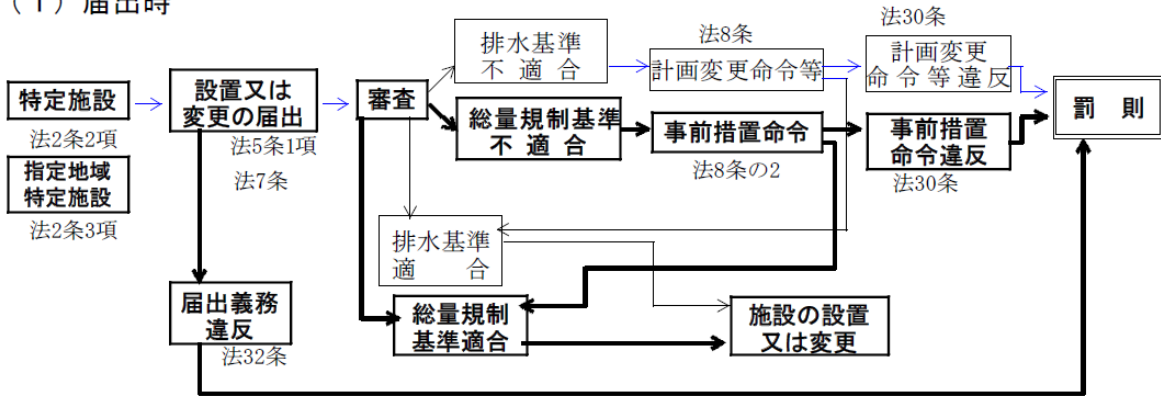 (1)届出時
特定施設
法2条2項
指定地域
特定施設
法2条3項
設置又は
変更の届出
法5条1項
法7条
届出義務
違反
法32条
審査
排水基準
不適合
総量規制基準
不適合
排水基準
適合
総量規制
基準適合
法8条
計画変更命令等
事前措置命令
法8条の2
施設の設置
又は変更
法30条
計画変更
命令等違反
事前措置
命令違反
法30条
罰則